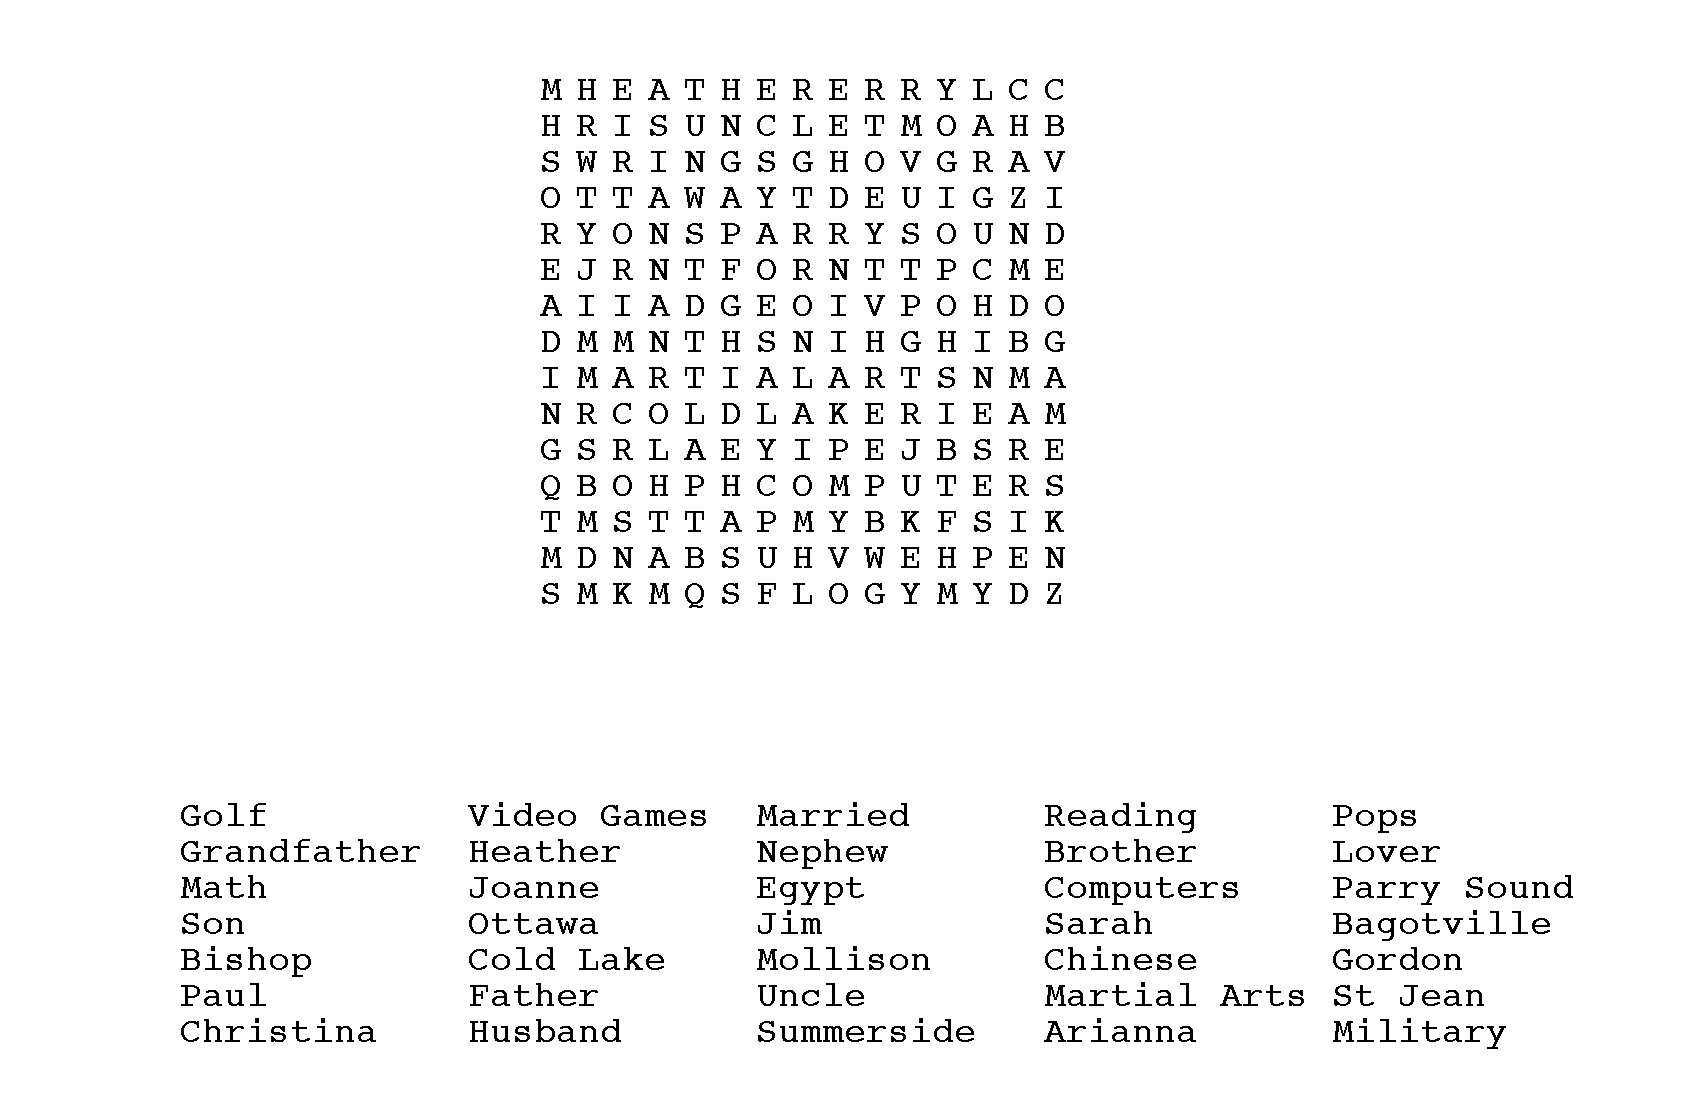 M H E A T H E R E R R Y L C C
H R I S U N C L E T M O A H B
S W R I N G S G H O V G R A V
O T T A W A Y T D E U I G Z I
R Y O N S P A R R Y S O U N D
E J R N T F O R N T T P C M E
A I I A D G E O I V P O H D O
D M M N T H S N I H G H I B G
I M A R T I A L A R T S N M A
N R C O L D L A K E R I E A M
G S R L A E Y I P E J B S R E
Q B O H P H C O M P U T E R S
T M S T T A P M Y B K F S I K
M D N A B S U H V W E H P E N
S M K M Q S F L O G Y M Y D Z
Golf Video Games Married Reading Pops
Grandfather Heather Nephew Brother Lover
Math Joanne Egypt Computers Parry Sound
Son Ottawa Jim Sarah Bagotville
Bishop Cold Lake Mollison Chinese Gordon
Paul Father Uncle Martial Arts St Jean
Christina Husband Summerside Arianna Military